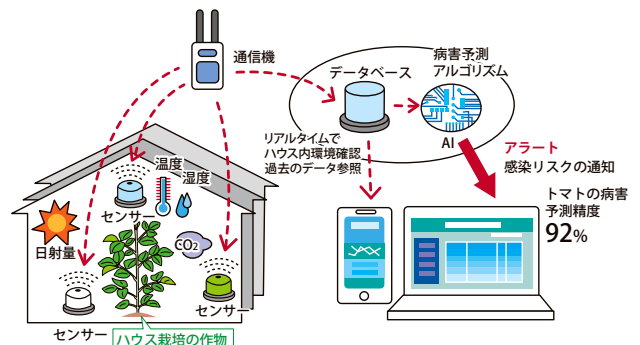 通信機
データベース
病害予測
アルゴリズム
AI
リアルタイムで
ハウス内環境確認
過去のデータ参照
アラート
感染リスクの通知
トマトの病害
予測精度
92%
温度
湿度
センサー
日射量
CO₂
センサー
センサー
ハウス栽培の作物